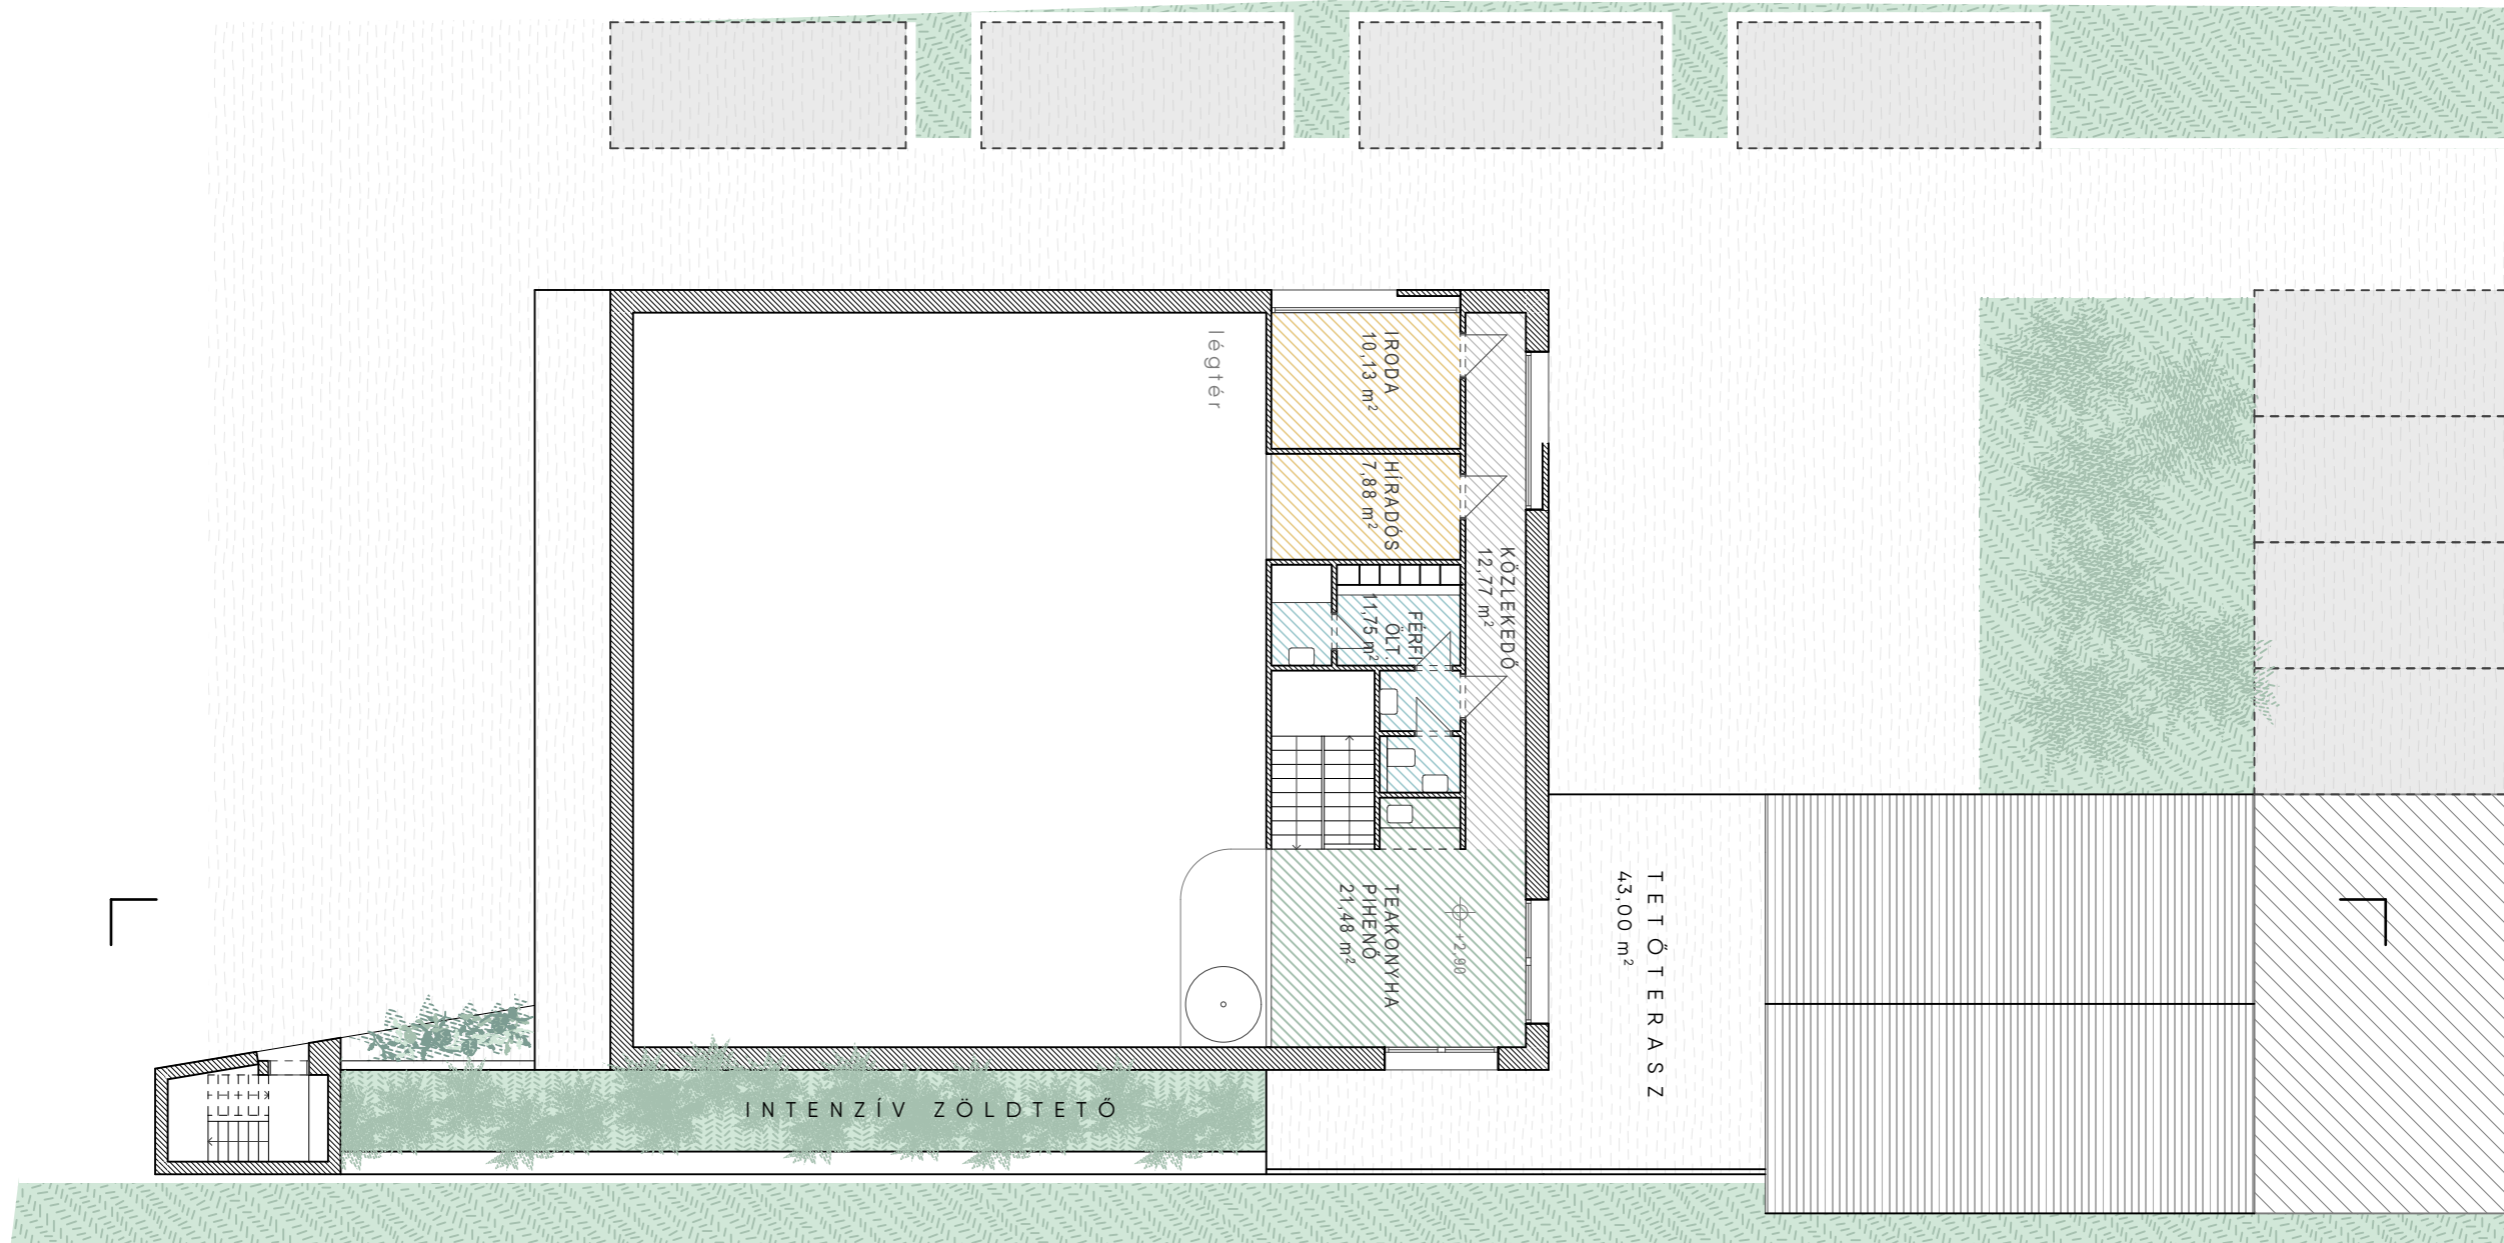 légtér
IRODA
10,13 m²
HÍRADÓS
7,88 m²
KÖZLEKEDŐ
12,77 m²
FÉRFI
ÖLT.
11,75 m²
TEAKONYHA
PIHENŐ
21,48 m²
+2,90
TETŐTERASZ
43,00 m²
INTENZÍV ZÖLDTETŐ